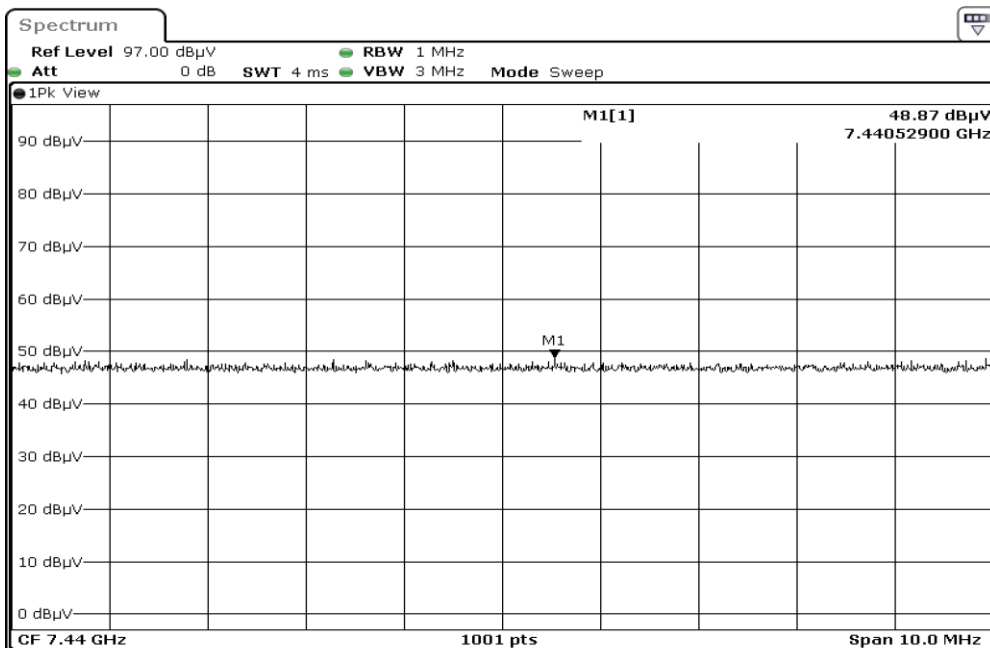 Spectrum
Ref Level 97.00 dBµV RBW 1 MHz
Att 0 dB SWT 4 ms VBW 3 MHz Mode Sweep
1Pk View
M1[1] 48.87 dBµV
7.44052900 GHz
90 dBµV
80 dBµV
70 dBµV
60 dBµV
M1
50 dBµV
40 dBµV
30 dBµV
20 dBµV
10 dBµV
0 dBµV
CF 7.44 GHz 1001 pts Span 10.0 MHz